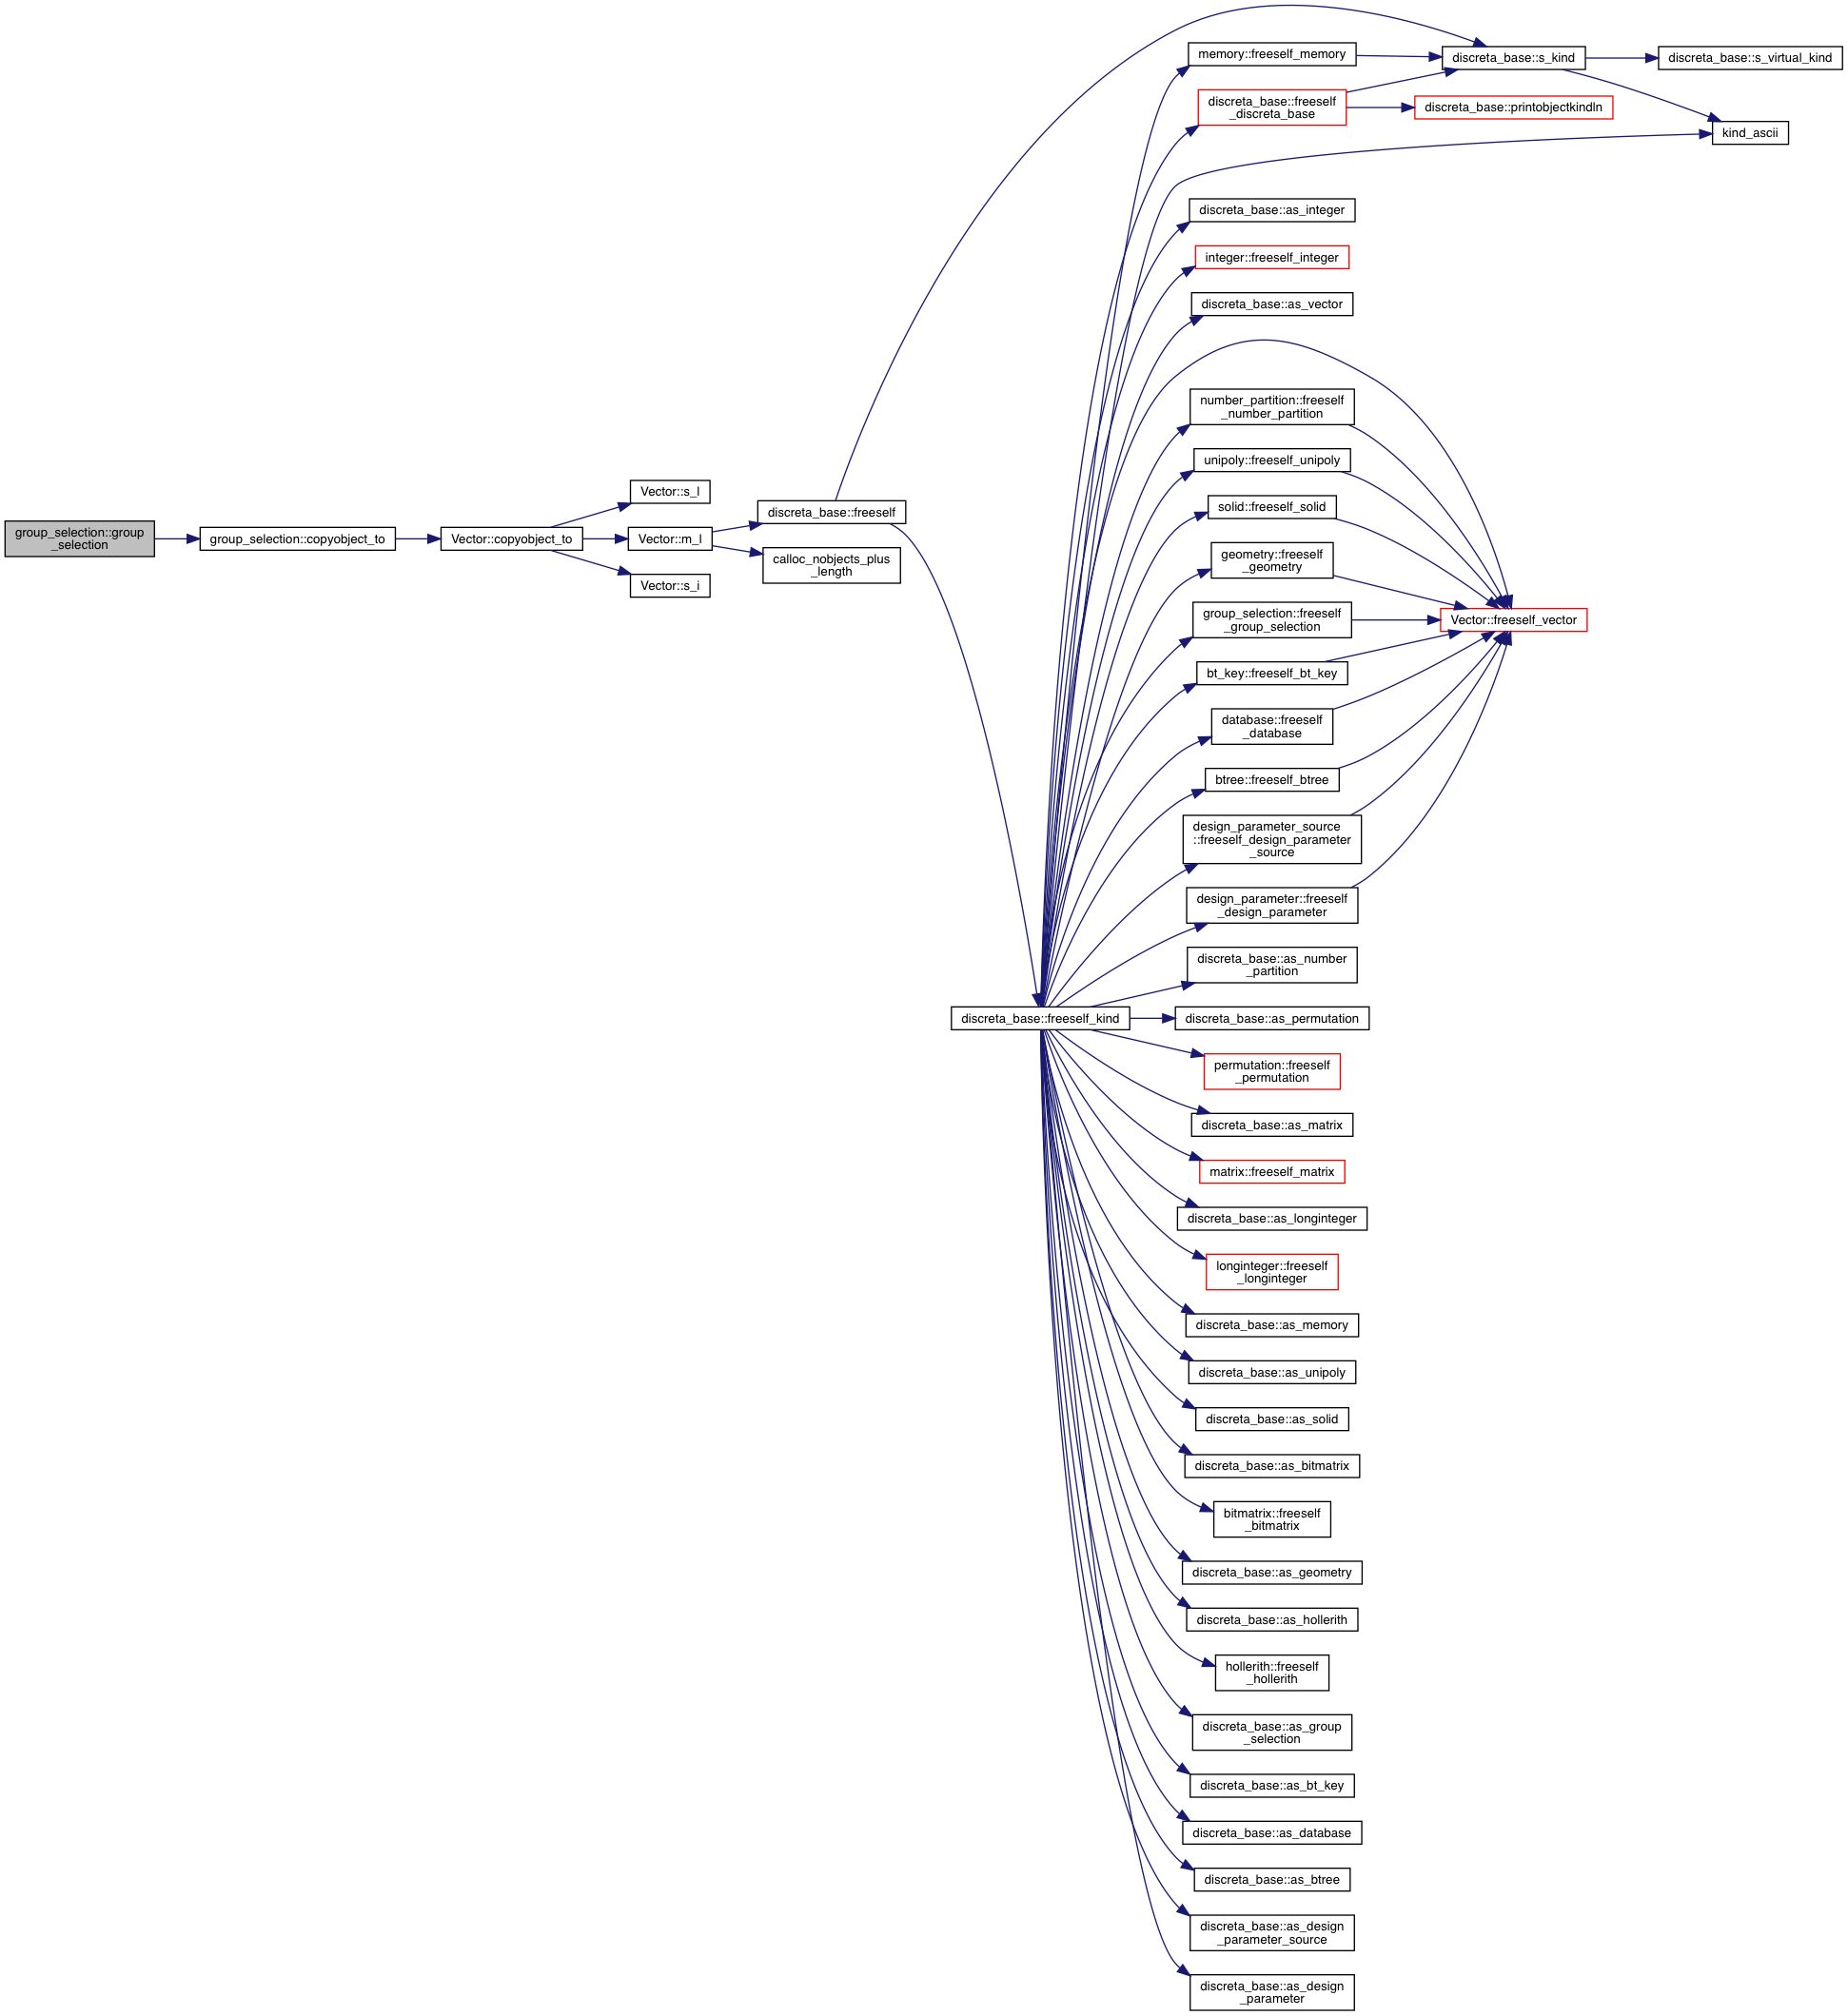 group_selection::group
_selection
group_selection::copyobject_to
Vector::copyobject_to
Vector::s_l
Vector::m_l
Vector::s_i
discreta_base::freeself
calloc_nobjects_plus
_length
discreta_base::freeself_kind
memory::freeself_memory
discreta_base::freeself
_discreta_base
discreta_base::s_kind
discreta_base::s_virtual_kind
discreta_base::printobjectkindln
kind_ascii
discreta_base::as_integer
integer::freeself_integer
discreta_base::as_vector
number_partition::freeself
_number_partition
unipoly::freeself_unipoly
solid::freeself_solid
geometry::freeself
_geometry
group_selection::freeself
_group_selection
Vector::freeself_vector
bt_key::freeself_bt_key
database::freeself
_database
btree::freeself_btree
design_parameter_source
::freeself_design_parameter
_source
design_parameter::freeself
_design_parameter
discreta_base::as_number
_partition
discreta_base::as_permutation
permutation::freeself
_permutation
discreta_base::as_matrix
matrix::freeself_matrix
discreta_base::as_longinteger
longinteger::freeself
_longinteger
discreta_base::as_memory
discreta_base::as_unipoly
discreta_base::as_solid
discreta_base::as_bitmatrix
bitmatrix::freeself
_bitmatrix
discreta_base::as_geometry
discreta_base::as_hollerith
hollerith::freeself
_hollerith
discreta_base::as_group
_selection
discreta_base::as_bt_key
discreta_base::as_database
discreta_base::as_btree
discreta_base::as_design
_parameter_source
discreta_base::as_design
_parameter